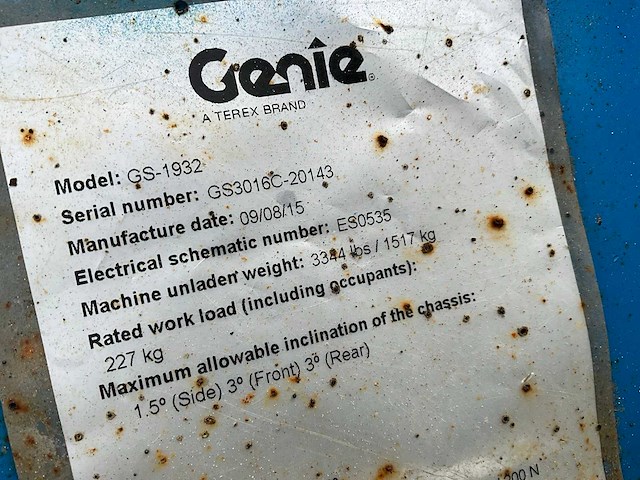 Genie
A TEREX BRAND
Model: GS-1932
Serial number: GS3016C-20143
Manufacture date: 09/08/15
Electrical schematic number: ES0535
Machine unladen weight: 3344 lbs / 1517 kg
Rated work load (including occupants):
227 kg
Maximum allowable inclination of the chassis:
1.5º (Side) 3º (Front) 3º (Rear)
N